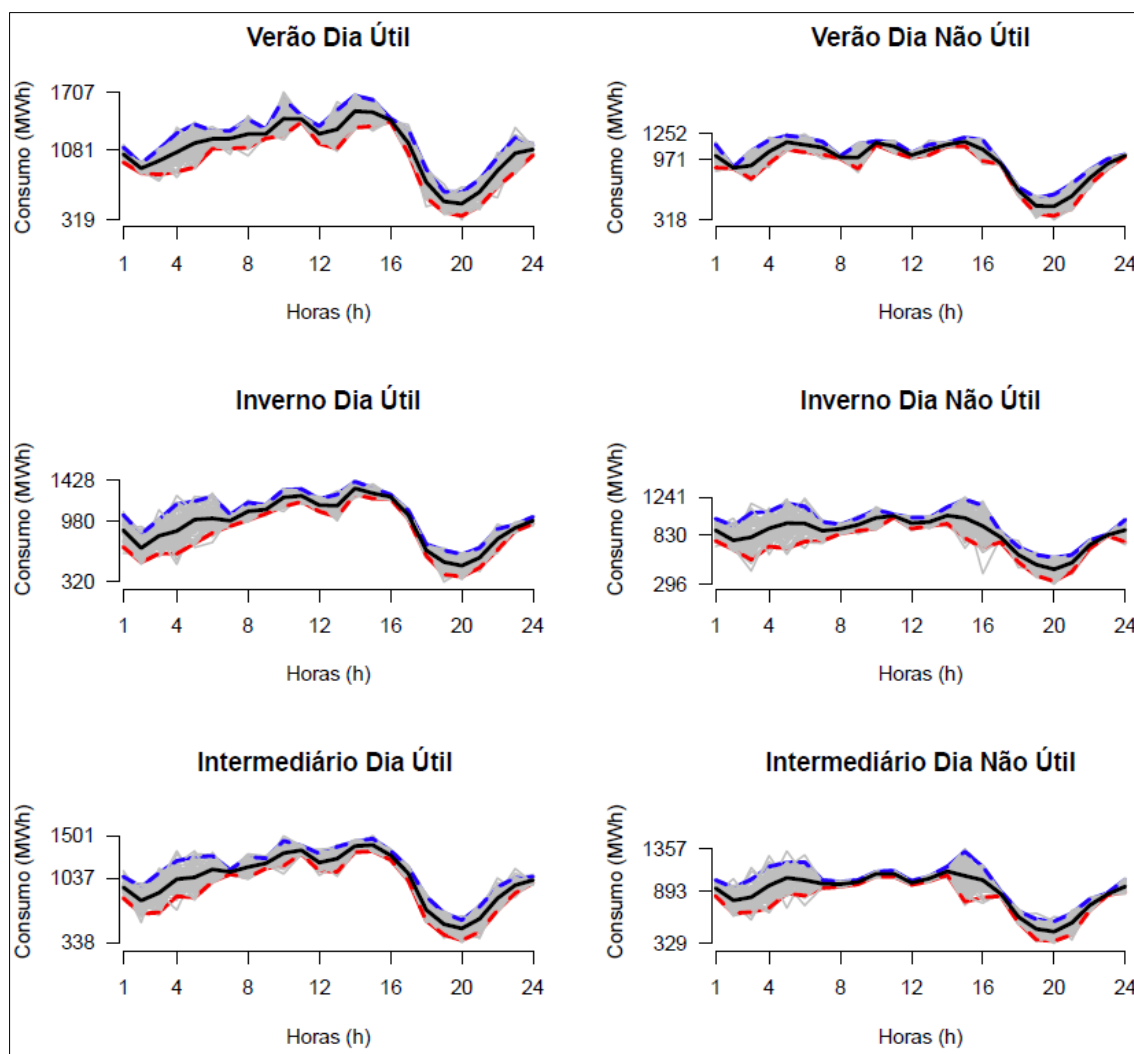 Verão Dia Útil
Consumo (MWh)
1707
1081
319
1 4 8 12 16 20 24
Horas (h)
Verão Dia Não Útil
Consumo (MWh)
1252
971
318
1 4 8 12 16 20 24
Horas (h)
Inverno Dia Útil
Consumo (MWh)
1428
980
320
1 4 8 12 16 20 24
Horas (h)
Inverno Dia Não Útil
Consumo (MWh)
1241
830
296
1 4 8 12 16 20 24
Horas (h)
Intermediário Dia Útil
Consumo (MWh)
1501
1037
338
1 4 8 12 16 20 24
Horas (h)
Intermediário Dia Não Útil
Consumo (MWh)
1357
893
329
1 4 8 12 16 20 24
Horas (h)